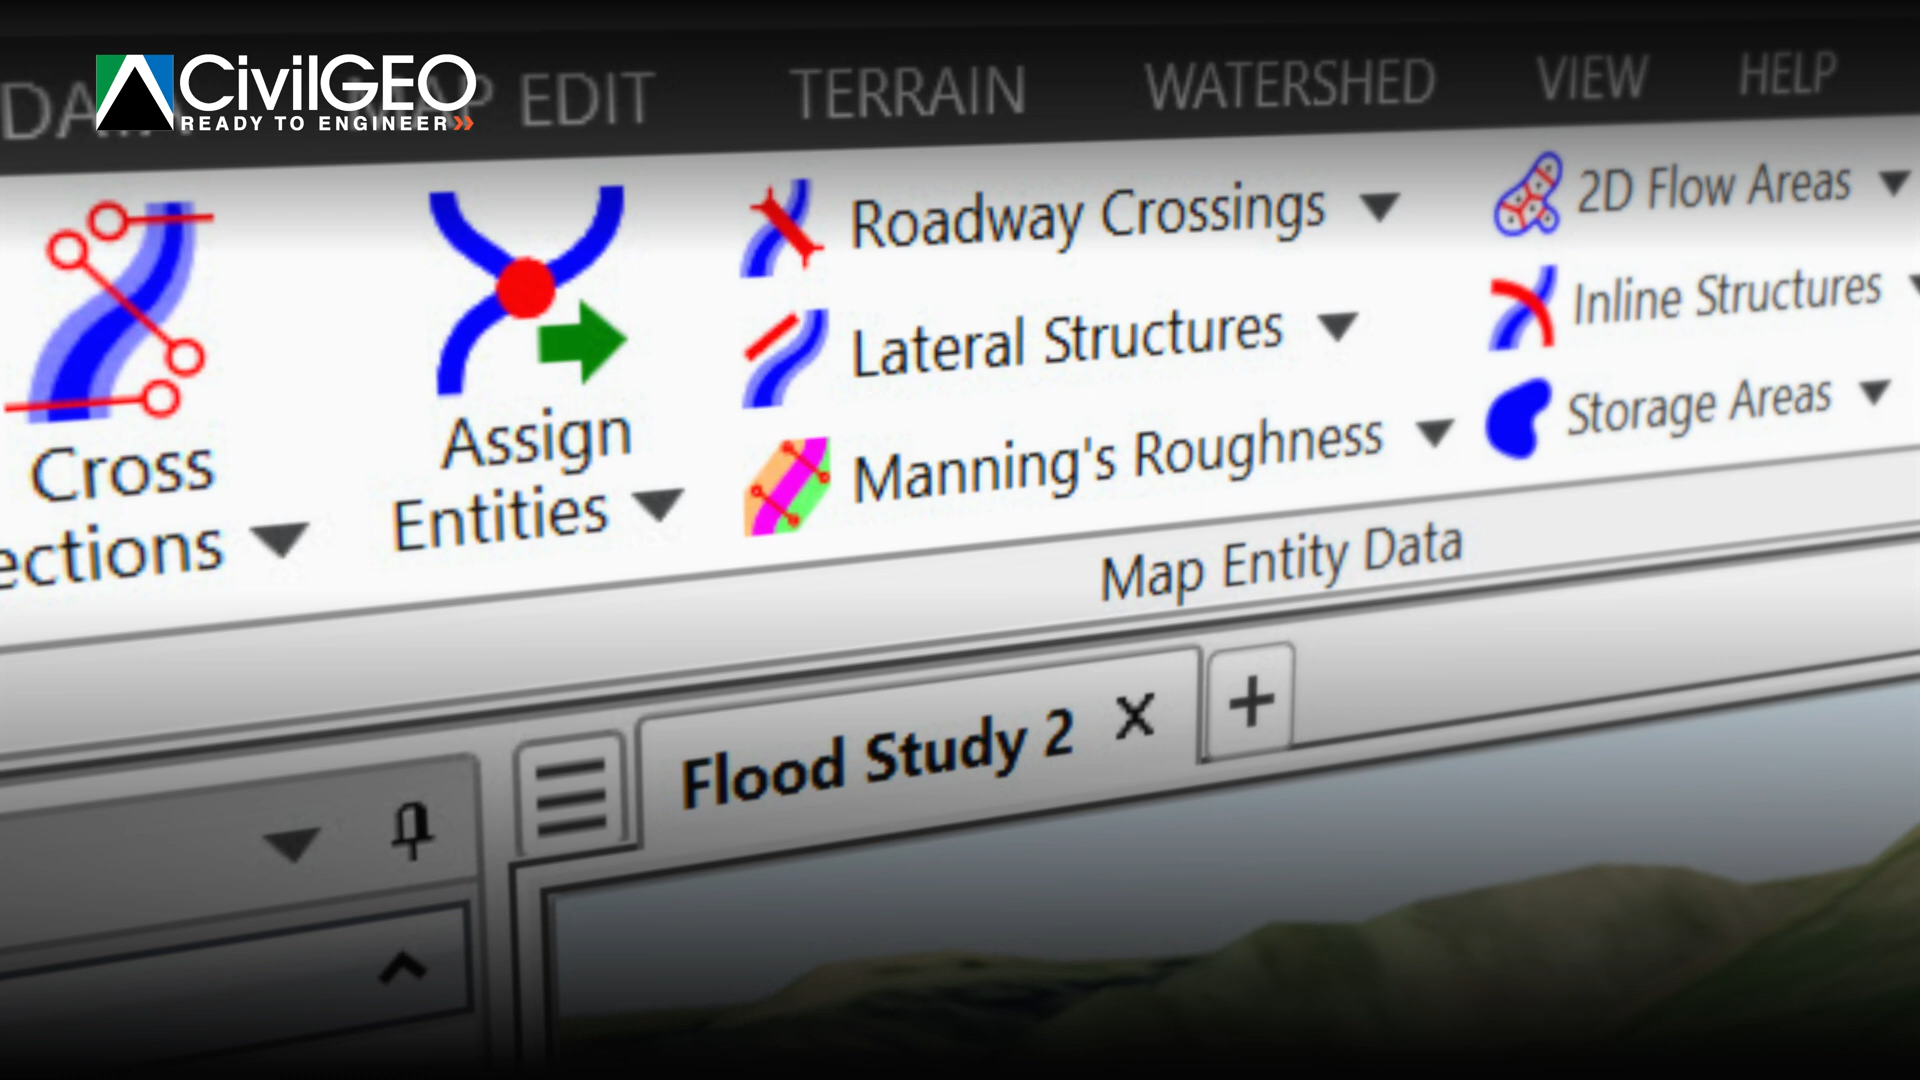 CivilGEO
READY TO ENGINEER
MAP EDIT
TERRAIN
WATERSHED
VIEW
HELP
Cross
ections
Assign
Entities
Roadway Crossings
Lateral Structures
Manning's Roughness
2D Flow Areas
Inline Structures
Storage Areas
Map Entity Data
Flood Study 2